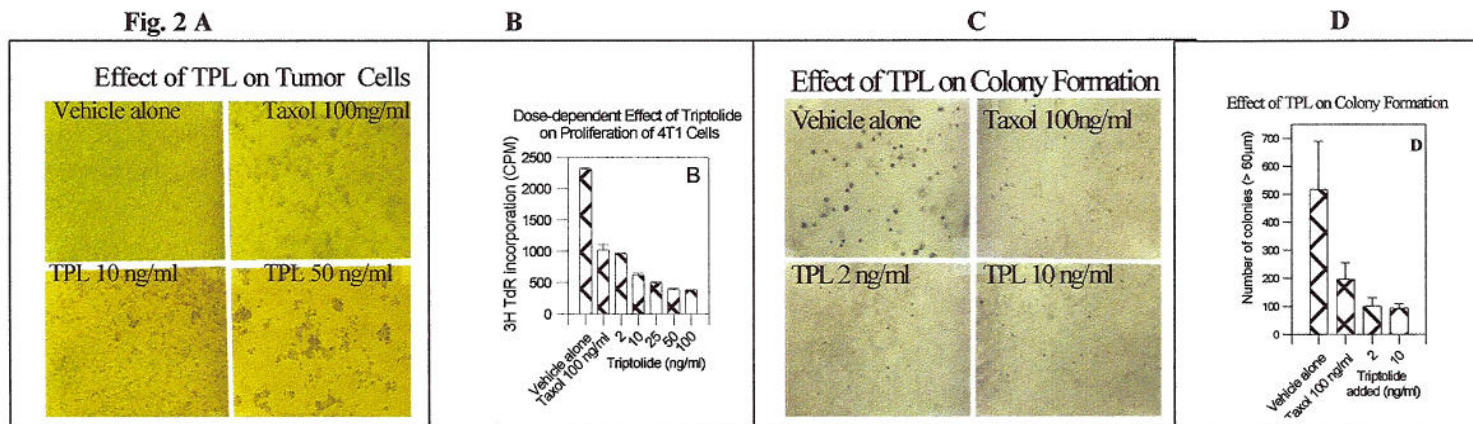 Fig. 2 A
B
C
D
Effect of TPL on Tumor Cells
Vehicle alone
Taxol 100ng/ml
TPL 10 ng/ml
TPL 50 ng/ml
Dose-dependent Effect of Triptolide
on Proliferation of 4T1 Cells
3H TdR incorporation (CPM)
2500
2000
1500
1000
500
0
B
Vehicle alone
Taxol 100 ng/ml
2
10
25
50
100
Triptolide (ng/ml)
Effect of TPL on Colony Formation
Vehicle alone
Taxol 100ng/ml
TPL 2 ng/ml
TPL 10 ng/ml
Effect of TPL on Colony Formation
Number of colonies (> 60μm)
700
600
500
400
300
200
100
0
D
Vehicle alone
Taxol 100 ng/ml
2
10
Triptolide
added (ng/ml)